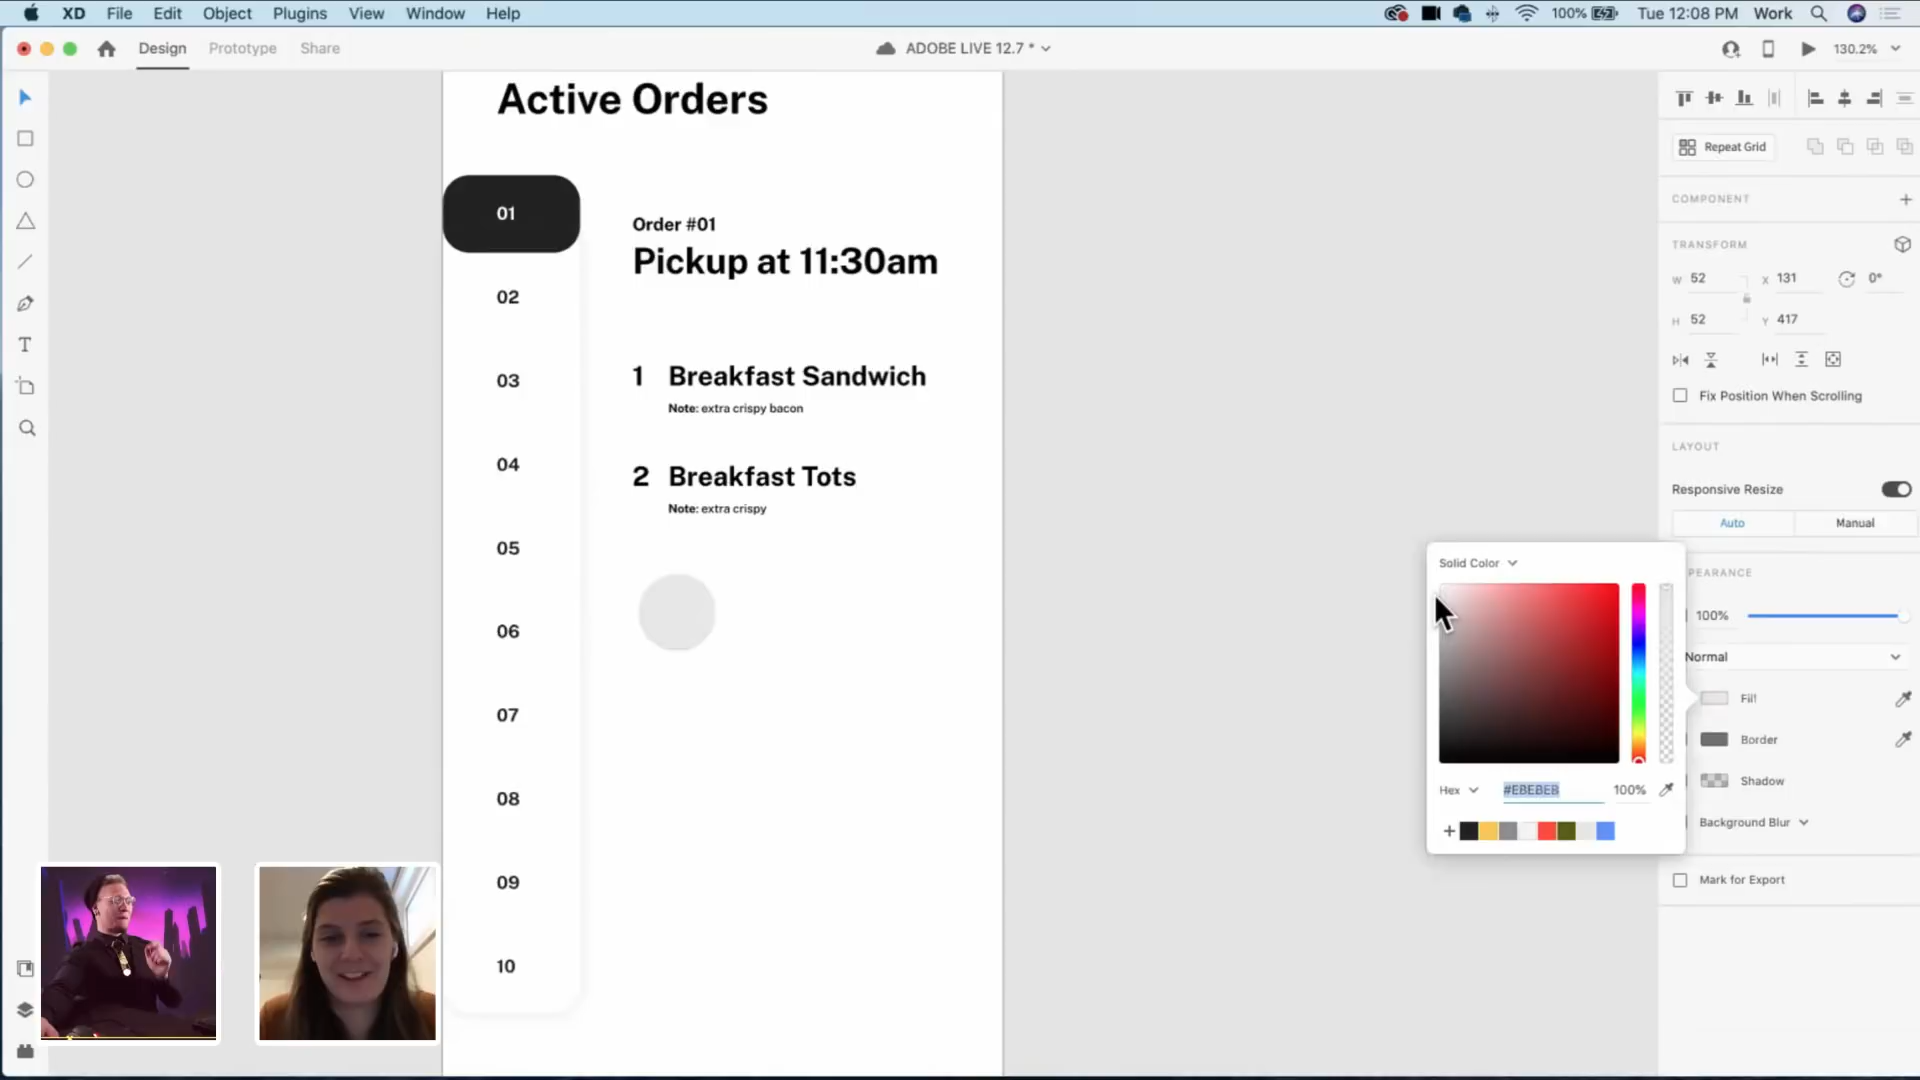 XD File Edit Object Plugins View Window Help 100% Tue 12:08 PM Work
Design Prototype Share ADOBE LIVE 12.7 * 130.2%
Active Orders
01
02
03
04
05
06
07
08
09
10
Order #01
Pickup at 11:30am
1 Breakfast Sandwich
Note: extra crispy bacon
2 Breakfast Tots
Note: extra crispy
Repeat Grid
COMPONENT
TRANSFORM
W 52 X 131 0°
H 52 Y 417
Fix Position When Scrolling
LAYOUT
Responsive Resize
Auto Manual
PEARANCE
100%
Normal
Fill
Border
Shadow
Background Blur
Mark for Export
Solid Color
Hex #EBEBEB 100%